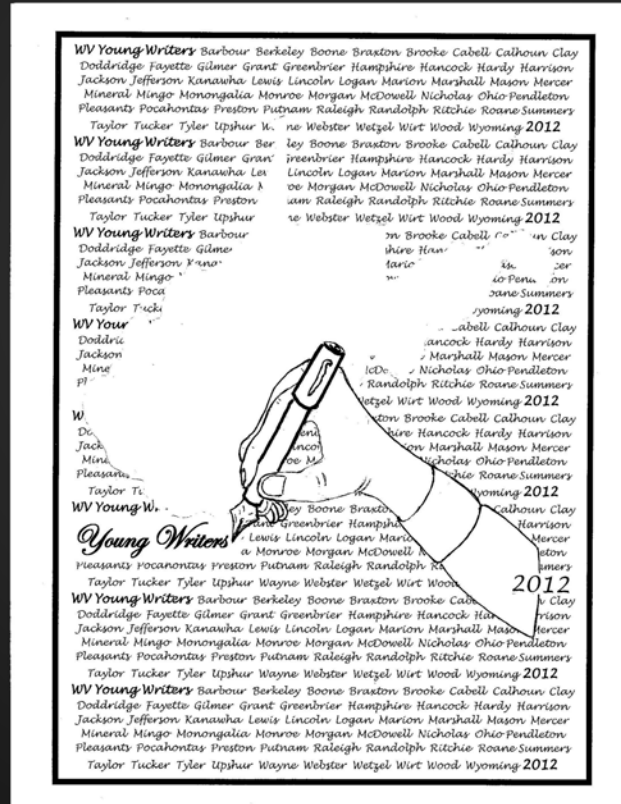 WV Young Writers Barbour Berkeley Boone Braxton Brooke Cabell Calhoun Clay
Doddridge Fayette Gilmer Grant Greenbrier Hampshire Hancock Hardy Harrison
Jackson Jefferson Kanawha Lewis Lincoln Logan Marion Marshall Mason Mercer
Mineral Mingo Monongalia Monroe Morgan McDowell Nicholas Ohio Pendleton
Pleasants Pocahontas Preston Putnam Raleigh Randolph Ritchie Roane Summers
Taylor Tucker Tyler Upshur Webster Wetzel Wirt Wood Wyoming 2012
WV Young Writers Barbour Boone Braxton Brooke Cabell Calhoun Clay
Doddridge Fayette Gilmer Grant Greenbrier Hampshire Hancock Hardy Harrison
Jackson Jefferson Kanawha Lincoln Logan Marion Marshall Mason Mercer
Mineral Mingo Monongalia Morgan McDowell Nicholas Ohio Pendleton
Pleasants Pocahontas Preston Raleigh Randolph Ritchie Roane Summers
Taylor Tucker Tyler Upshur Webster Wetzel Wirt Wood Wyoming 2012
WV Young Writers Barbour Brooke Cabell Clay
Doddridge Fayette
Jackson Jefferson
Mineral Mingo
Pleasants Summers
Taylor 2012
WV Calhoun Clay
Hardy Harrison
Jackson Marshall Mason Mercer
Nicholas Ohio Pendleton
Randolph Ritchie Roane Summers
Wetzel Wirt Wood Wyoming 2012
Brooke Cabell Calhoun Clay
Hancock Hardy Harrison
Marshall Mason Mercer
Nicholas Ohio Pendleton
Roane Summers
Taylor Wyoming 2012
WV Young Boone Braxton Calhoun Clay
Greenbrier Harrison
Young Writers Lewis Lincoln Logan Mercer
Monroe Morgan McDowell
Pleasants Pocahontas Preston Putnam Raleigh Randolph
Taylor Tucker Tyler Upshur Wayne Webster Wetzel Wirt Wood 2012
WV Young Writers Barbour Berkeley Boone Braxton Brooke Clay
Doddridge Fayette Gilmer Grant Greenbrier Hampshire Hancock
Jackson Jefferson Kanawha Lewis Lincoln Logan Marion Marshall Mason Mercer
Mineral Mingo Monongalia Monroe Morgan McDowell Nicholas Ohio Pendleton
Pleasants Pocahontas Preston Putnam Raleigh Randolph Ritchie Roane Summers
Taylor Tucker Tyler Upshur Wayne Webster Wetzel Wirt Wood Wyoming 2012
WV Young Writers Barbour Berkeley Boone Braxton Brooke Cabell Calhoun Clay
Doddridge Fayette Gilmer Grant Greenbrier Hampshire Hancock Hardy Harrison
Jackson Jefferson Kanawha Lewis Lincoln Logan Marion Marshall Mason Mercer
Mineral Mingo Monongalia Monroe Morgan McDowell Nicholas Ohio Pendleton
Pleasants Pocahontas Preston Putnam Raleigh Randolph Ritchie Roane Summers
Taylor Tucker Tyler Upshur Wayne Webster Wetzel Wirt Wood Wyoming 2012